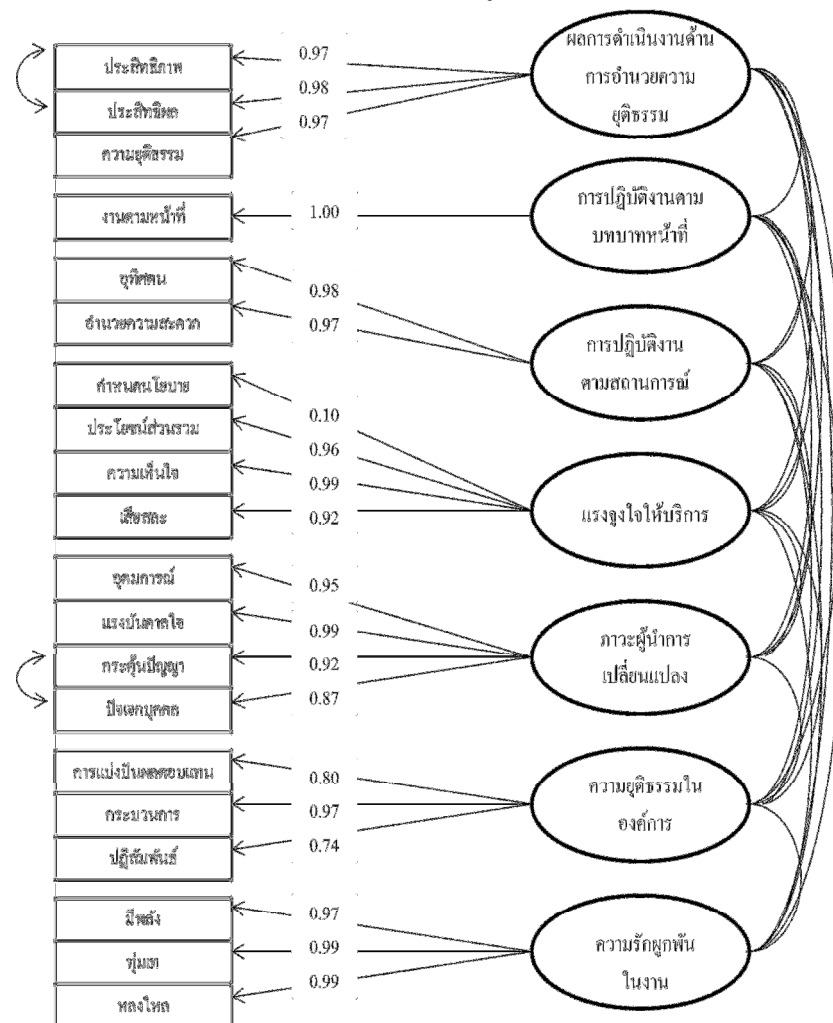 ประสิทธิภาพ
ประสิทธิผล
ความยุติธรรม
0.97
0.98
0.97
ผลการดำเนินงานด้าน
การอำนวยความ
ยุติธรรม
งานตามหน้าที่
1.00
การปฏิบัติงานตาม
บทบาทหน้าที่
อุทิศตน
อำนวยความสะดวก
0.98
0.97
การปฏิบัติงาน
ตามสถานการณ์
กำหนดนโยบาย
ประโยชน์ส่วนรวม
ความเห็นใจ
เสียสละ
0.10
0.96
0.99
0.92
แรงจูงใจให้บริการ
อุดมการณ์
แรงบันดาลใจ
กระตุ้นปัญญา
ปัจเจกบุคคล
0.95
0.99
0.92
0.87
ภาวะผู้นำการ
เปลี่ยนแปลง
การแบ่งปันผลตอบแทน
กระบวนการ
ปฏิสัมพันธ์
0.80
0.97
0.74
ความยุติธรรมใน
องค์การ
มีพลัง
ทุ่มเท
หลงใหล
0.97
0.99
0.99
ความรักผูกพัน
ในงาน